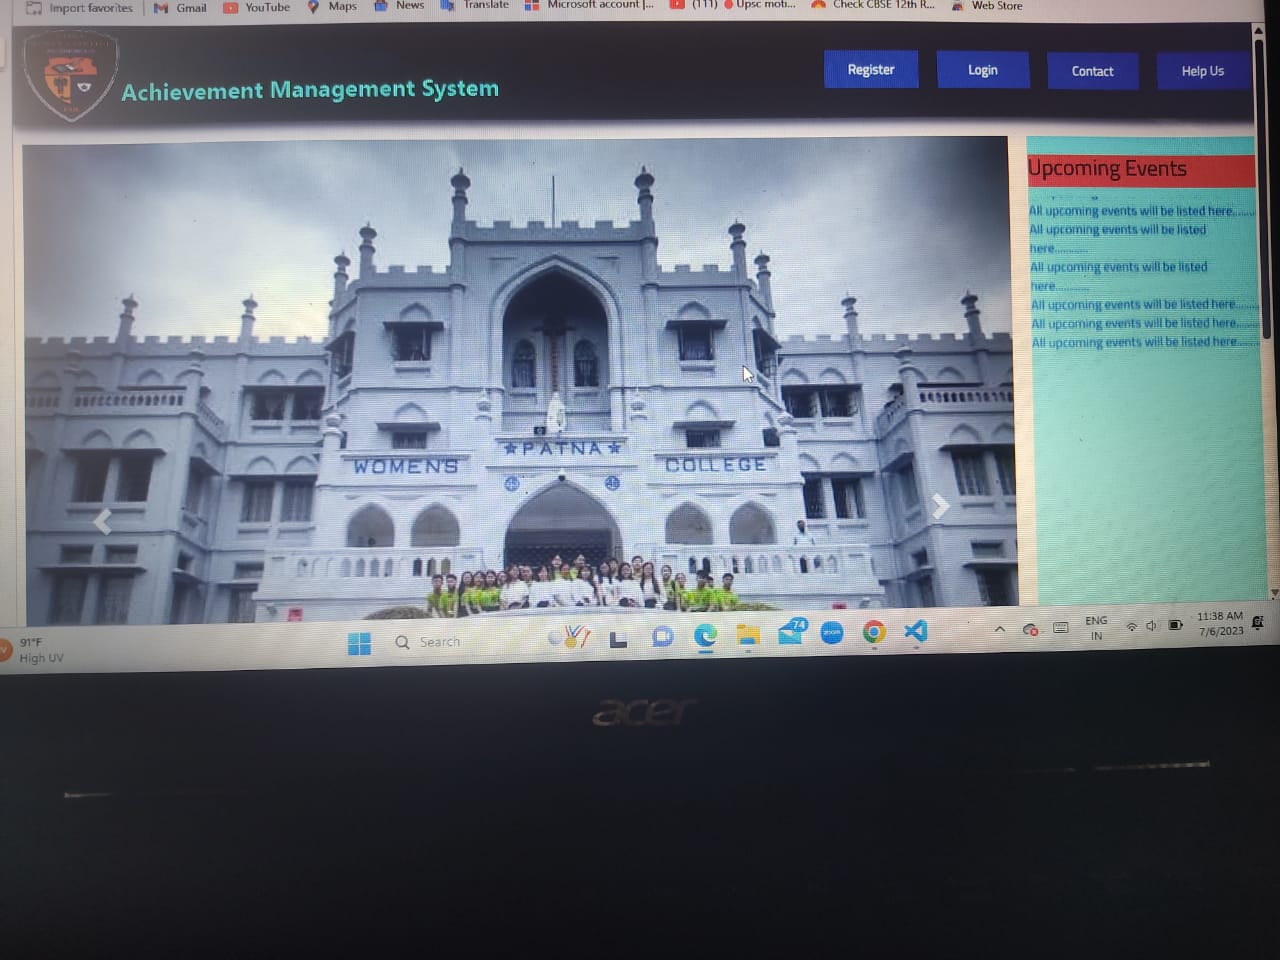 Import favorites
Gmail
YouTube
Maps
News
Translate
Microsoft account |...
(111) Upsc moti...
Check CBSE 12th R...
Web Store
Achievement Management System
Register
Login
Contact
Help Us
Upcoming Events
All upcoming events will be listed here.......
All upcoming events will be listed
here............
All upcoming events will be listed
here............
All upcoming events will be listed here.......
All upcoming events will be listed here.......
All upcoming events will be listed here.......
★PATNA★
WOMEN'S
COLLEGE
91°F
High UV
Search
74
zoom
ENG
IN
11:38 AM
7/6/2023
acer